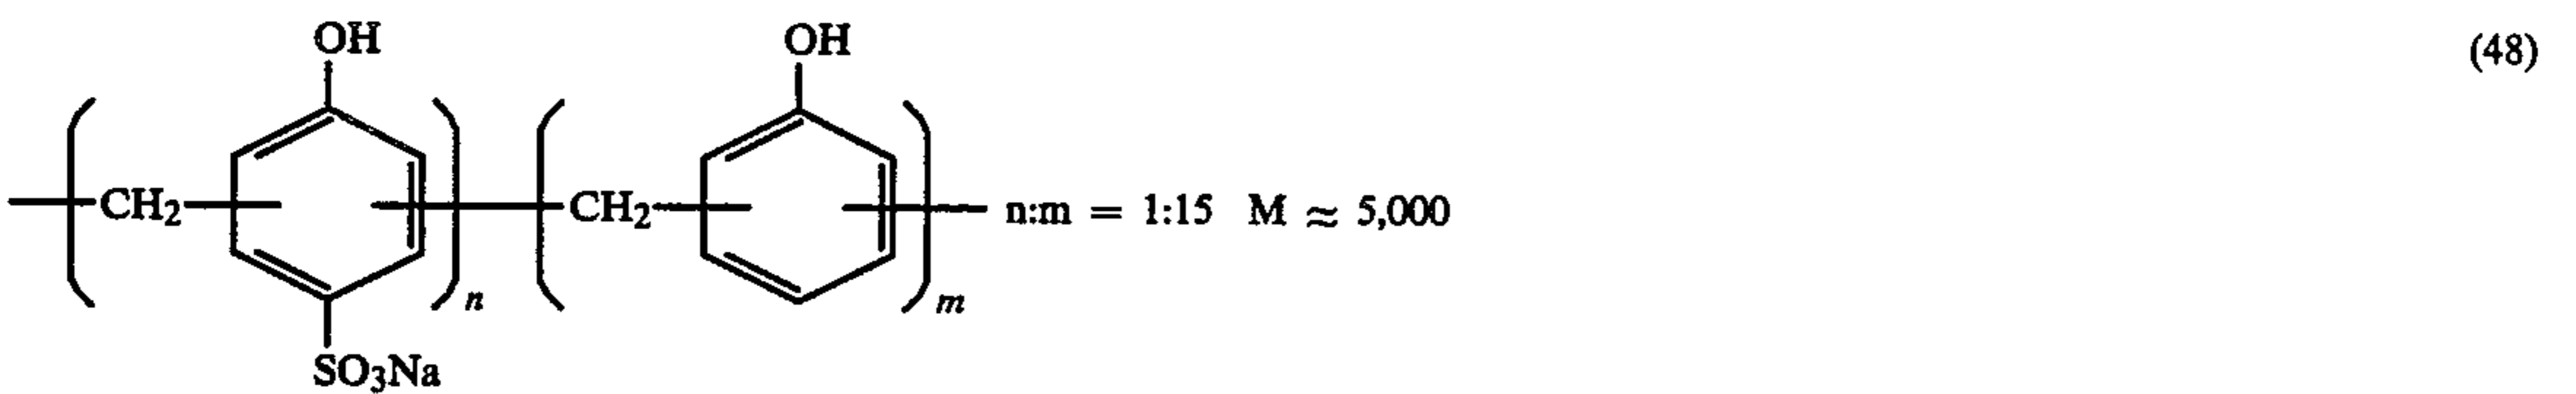 OH OH (48)
CH2 n CH2 m n:m = 1:15 M ≈ 5,000
SO3Na